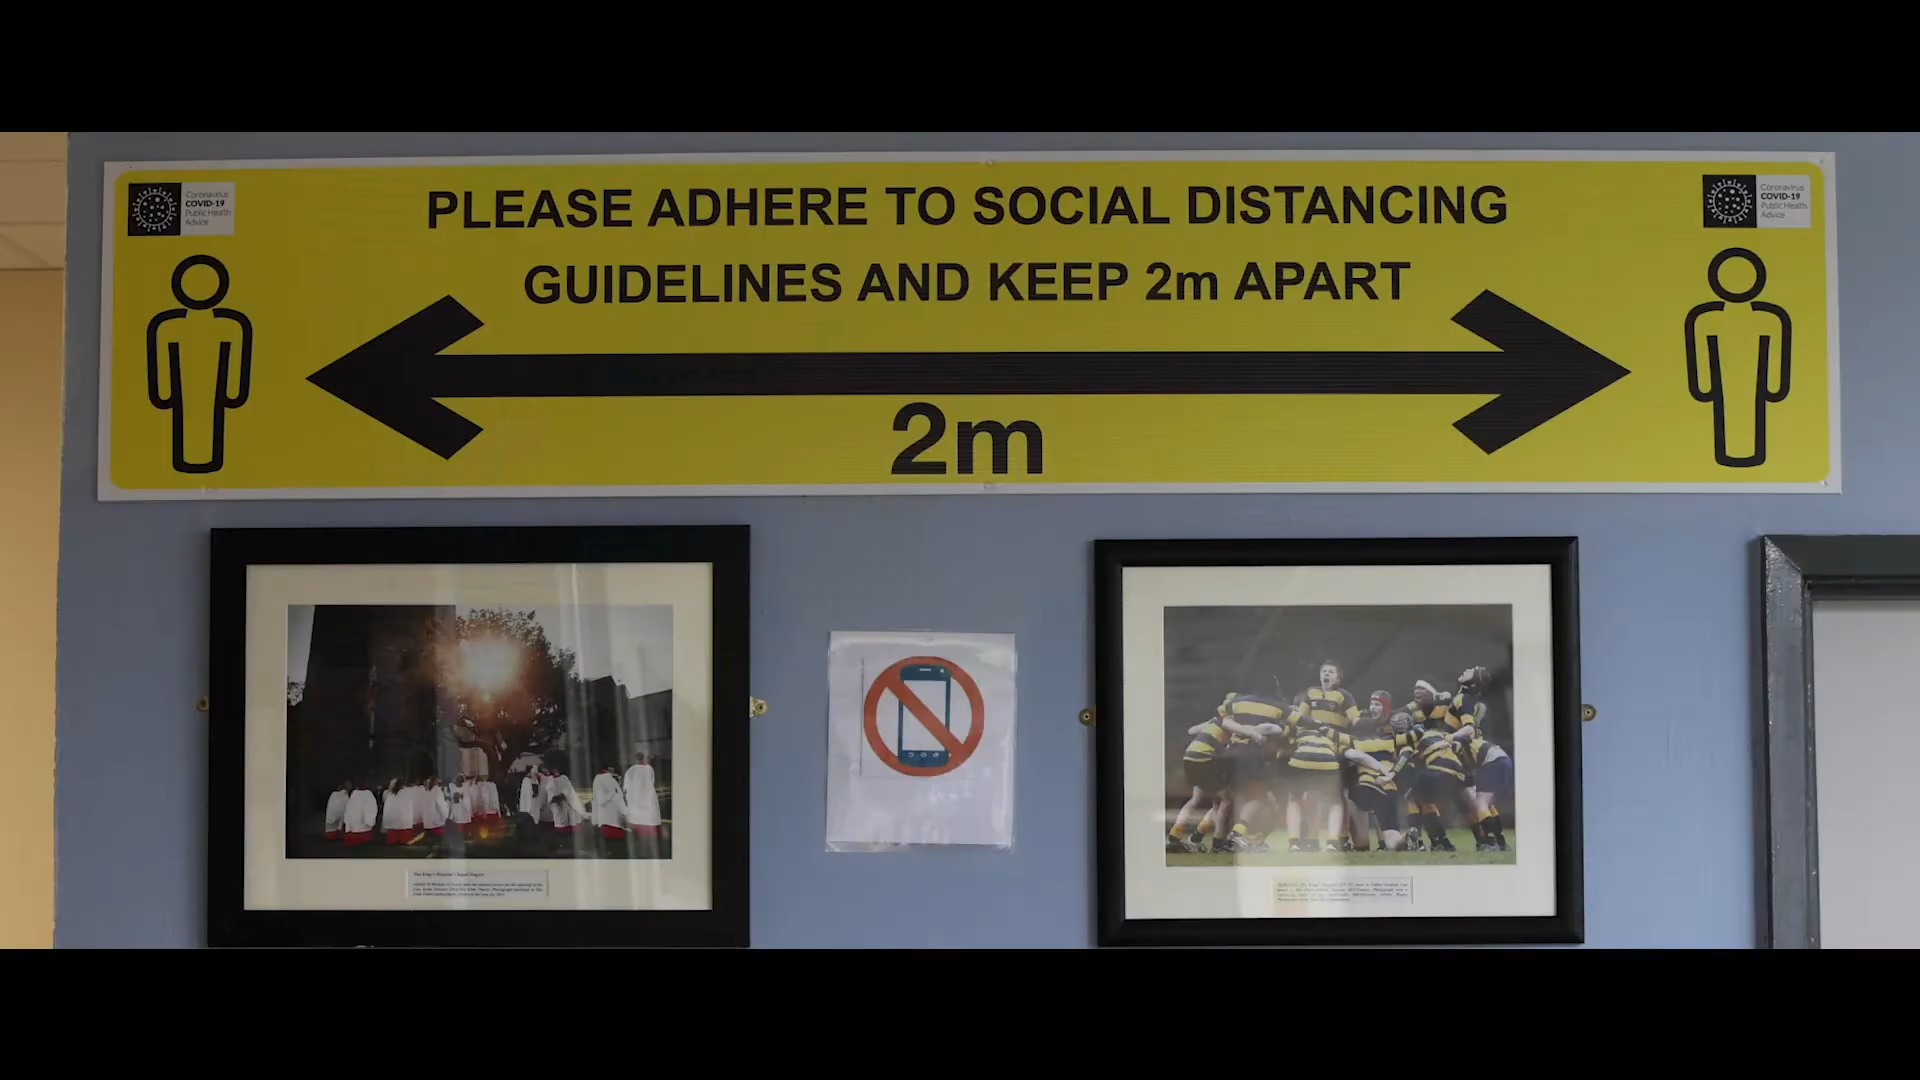 Coronavirus
COVID-19
Public Health
Advice
PLEASE ADHERE TO SOCIAL DISTANCING
GUIDELINES AND KEEP 2m APART
2m
Coronavirus
COVID-19
Public Health
Advice